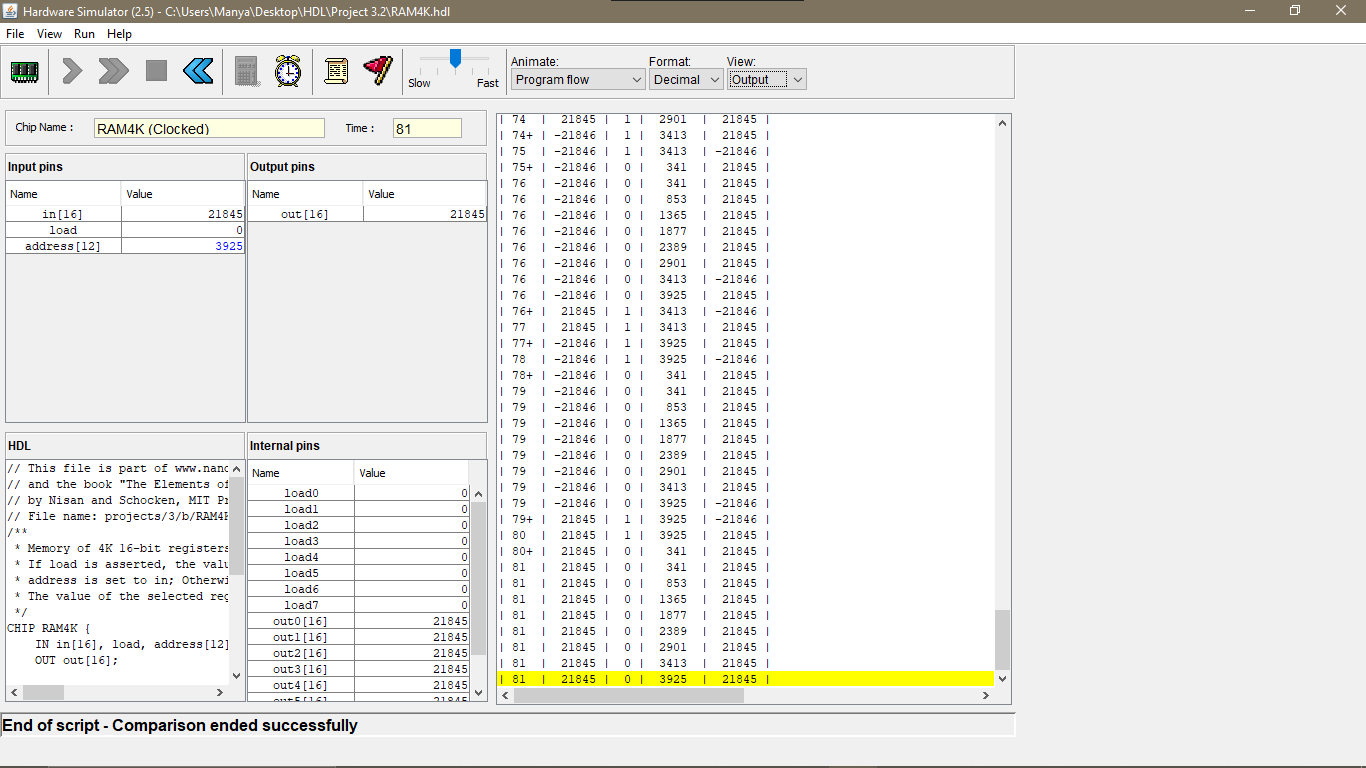 Hardware Simulator (2.5) - C:\Users\Manya\Desktop\HDL\Project 3.2\RAM4K.hdl
File View Run Help
Slow Fast
Animate: Format: View:
Program flow Decimal Output
Chip Name : RAM4K (Clocked) Time : 81
Input pins
Name Value
in[16] 21845
load 0
address[12] 3925
Output pins
Name Value
out[16] 21845
HDL
// This file is part of www.nand
// and the book "The Elements of
// by Nisan and Schocken, MIT Pr
// File name: projects/3/b/RAM4K
/**
* Memory of 4K 16-bit registers
* If load is asserted, the valu
* address is set to in; Otherwi
* The value of the selected reg
*/
CHIP RAM4K {
IN in[16], load, address[12]
OUT out[16];
Internal pins
Name Value
load0 0
load1 0
load2 0
load3 0
load4 0
load5 0
load6 0
load7 0
out0[16] 21845
out1[16] 21845
out2[16] 21845
out3[16] 21845
out4[16] 21845
out5[16] 21845
| 74 | 21845 | 1 | 2901 | 21845 |
| 74+ | -21846 | 1 | 3413 | 21845 |
| 75 | -21846 | 1 | 3413 | -21846 |
| 75+ | -21846 | 0 | 341 | 21845 |
| 76 | -21846 | 0 | 341 | 21845 |
| 76 | -21846 | 0 | 853 | 21845 |
| 76 | -21846 | 0 | 1365 | 21845 |
| 76 | -21846 | 0 | 1877 | 21845 |
| 76 | -21846 | 0 | 2389 | 21845 |
| 76 | -21846 | 0 | 2901 | 21845 |
| 76 | -21846 | 0 | 3413 | -21846 |
| 76 | -21846 | 0 | 3925 | 21845 |
| 76+ | 21845 | 1 | 3413 | -21846 |
| 77 | 21845 | 1 | 3413 | 21845 |
| 77+ | -21846 | 1 | 3925 | 21845 |
| 78 | -21846 | 1 | 3925 | -21846 |
| 78+ | -21846 | 0 | 341 | 21845 |
| 79 | -21846 | 0 | 341 | 21845 |
| 79 | -21846 | 0 | 853 | 21845 |
| 79 | -21846 | 0 | 1365 | 21845 |
| 79 | -21846 | 0 | 1877 | 21845 |
| 79 | -21846 | 0 | 2389 | 21845 |
| 79 | -21846 | 0 | 2901 | 21845 |
| 79 | -21846 | 0 | 3413 | 21845 |
| 79 | -21846 | 0 | 3925 | -21846 |
| 79+ | 21845 | 1 | 3925 | -21846 |
| 80 | 21845 | 1 | 3925 | 21845 |
| 80+ | 21845 | 0 | 341 | 21845 |
| 81 | 21845 | 0 | 341 | 21845 |
| 81 | 21845 | 0 | 853 | 21845 |
| 81 | 21845 | 0 | 1365 | 21845 |
| 81 | 21845 | 0 | 1877 | 21845 |
| 81 | 21845 | 0 | 2389 | 21845 |
| 81 | 21845 | 0 | 2901 | 21845 |
| 81 | 21845 | 0 | 3413 | 21845 |
| 81 | 21845 | 0 | 3925 | 21845 |
End of script - Comparison ended successfully